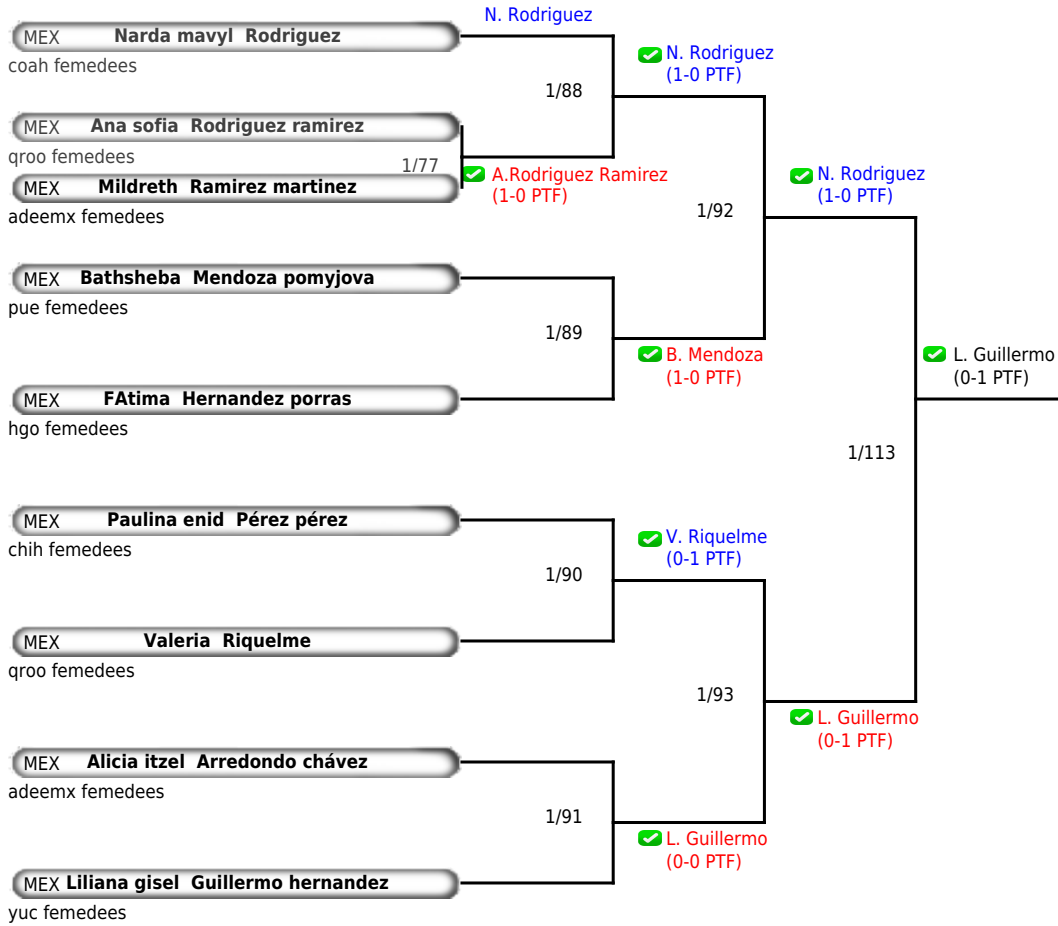 N. Rodriguez
MEX Narda mavyl Rodriguez
coah femedees
N. Rodriguez
(1-0 PTF)
1/88
MEX Ana sofia Rodriguez ramirez
qroo femedees
1/77
A.Rodriguez Ramirez
(1-0 PTF)
MEX Mildreth Ramirez martinez
adeemx femedees
N. Rodriguez
(1-0 PTF)
1/92
MEX Bathsheba Mendoza pomyjova
pue femedees
1/89
B. Mendoza
(1-0 PTF)
L. Guillermo
(0-1 PTF)
MEX FAtima Hernandez porras
hgo femedees
1/113
MEX Paulina enid Pérez pérez
chih femedees
V. Riquelme
(0-1 PTF)
1/90
MEX Valeria Riquelme
qroo femedees
1/93
L. Guillermo
(0-1 PTF)
MEX Alicia itzel Arredondo chávez
adeemx femedees
1/91
L. Guillermo
(0-0 PTF)
MEX Liliana gisel Guillermo hernandez
yuc femedees